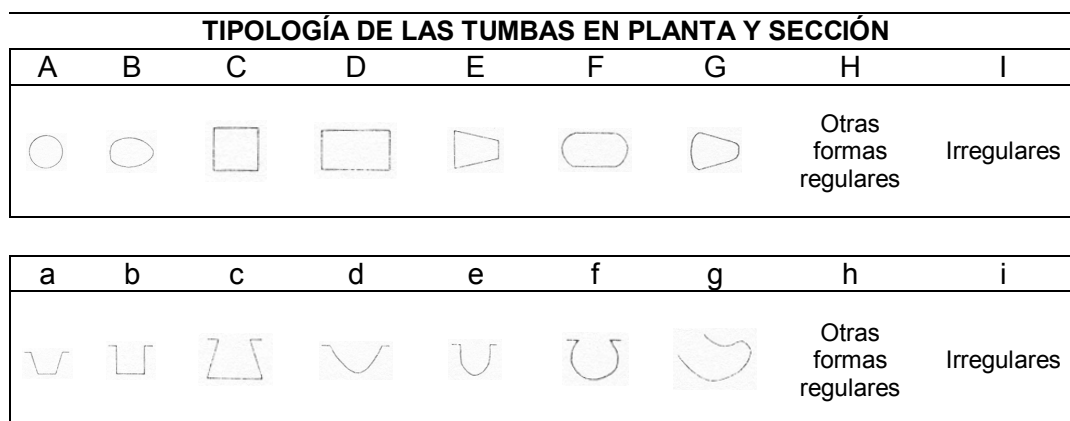 TIPOLOGÍA DE LAS TUMBAS EN PLANTA Y SECCIÓN
A B C D E F G H I
Otras
formas
regulares
Irregulares
a b c d e f g h i
Otras
formas
regulares
Irregulares